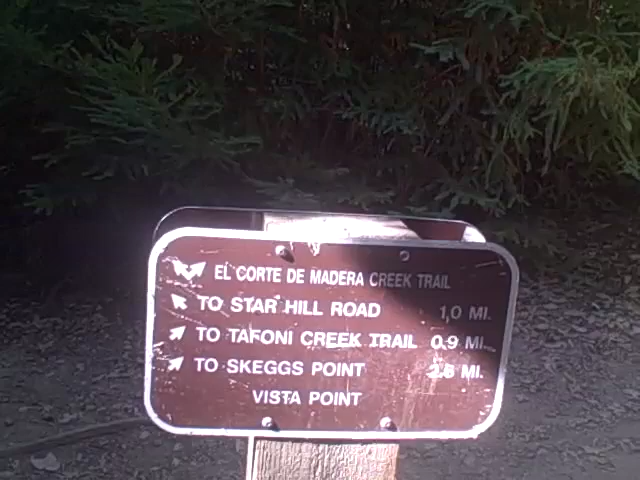 EL CORTE DE MADERA CREEK TRAIL
TO STAR HILL ROAD 1.0 MI.
TO TAFONI CREEK TRAIL 0.9 MI.
TO SKEGGS POINT MI.
VISTA POINT